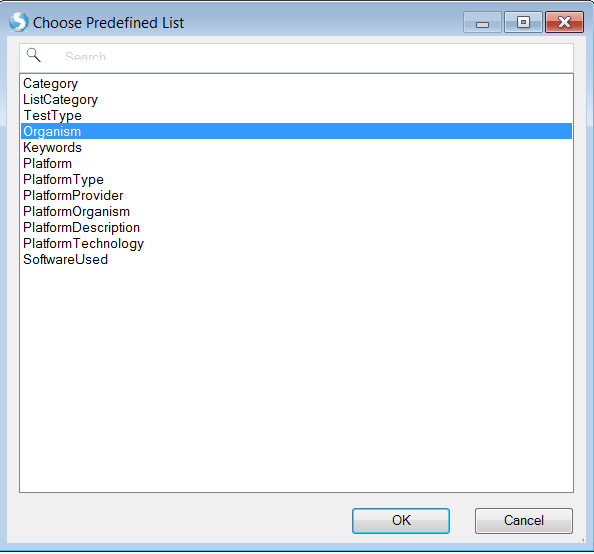 Choose Predefined List
Search
Category
ListCategory
TestType
Organism
Keywords
Platform
PlatformType
PlatformProvider
PlatformOrganism
PlatformDescription
PlatformTechnology
SoftwareUsed
OK
Cancel